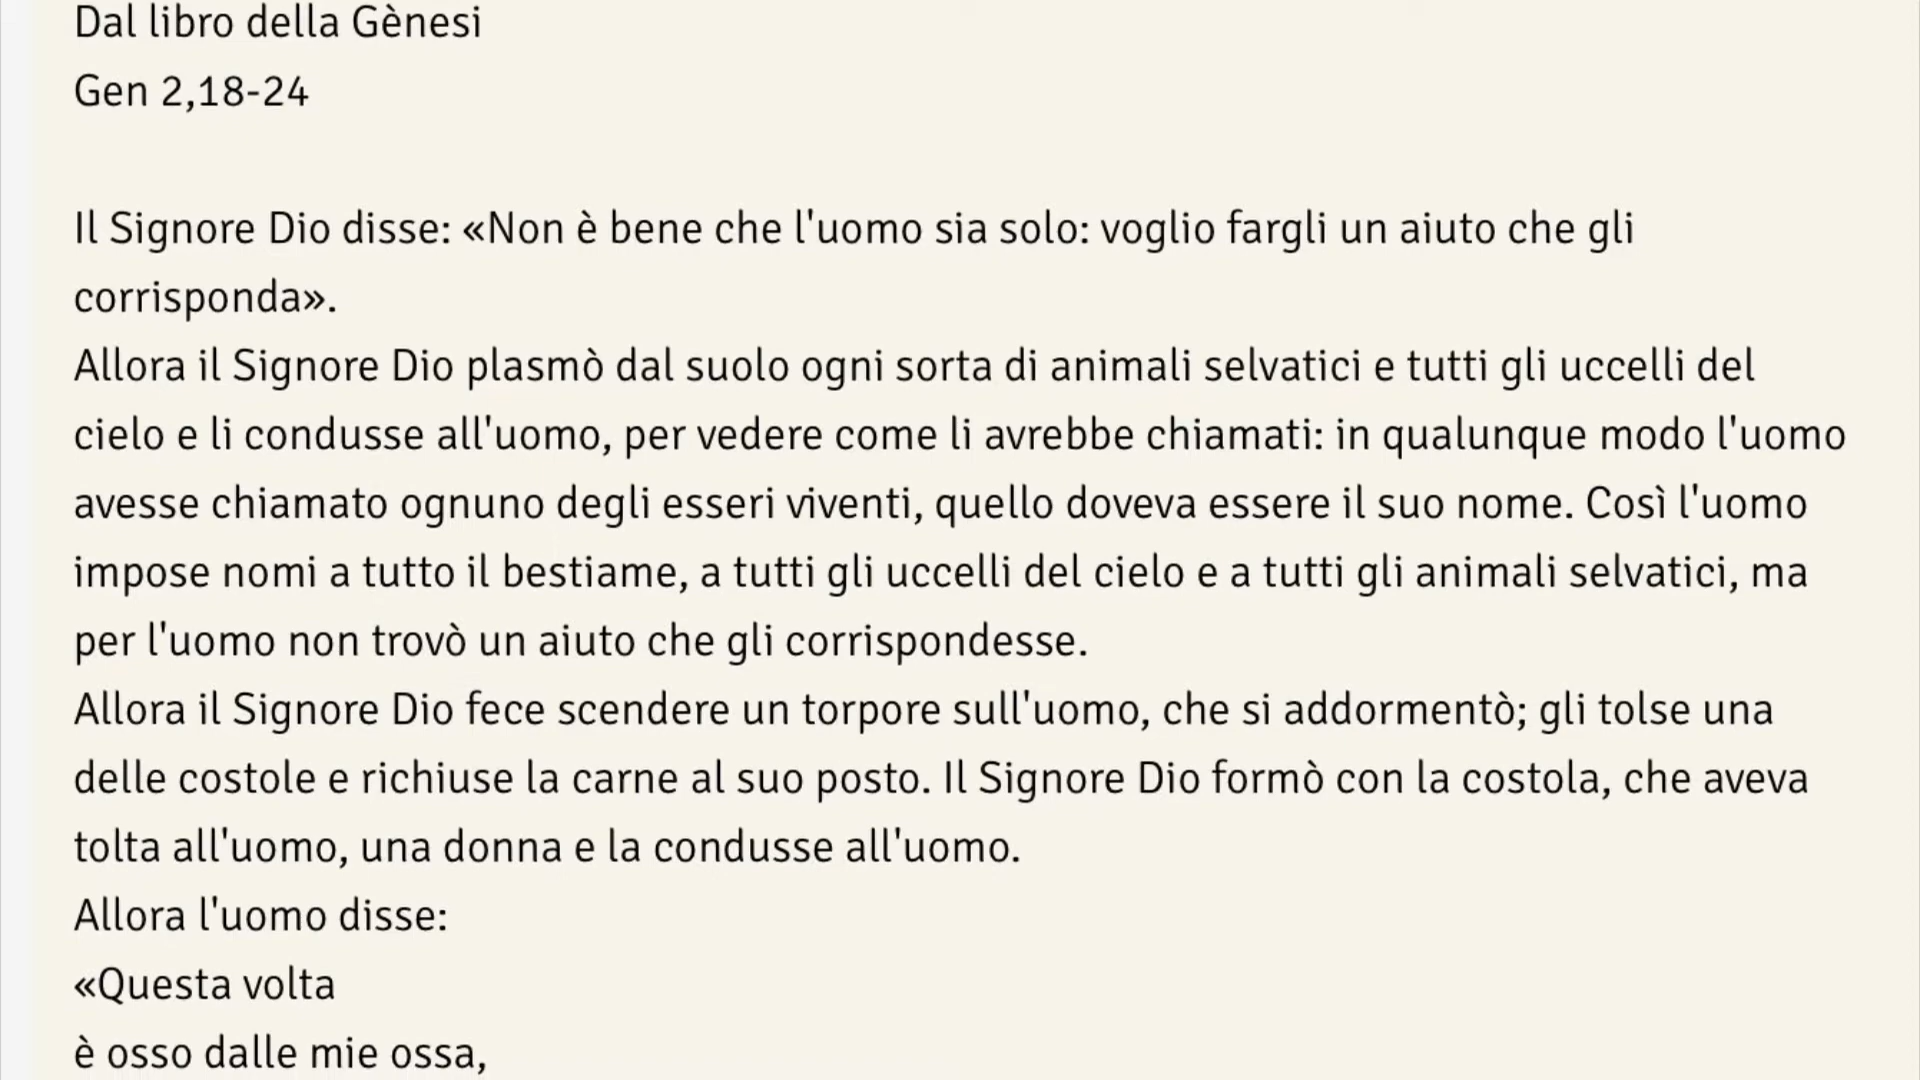 Dal libro della Gènesi
Gen 2,18-24
Il Signore Dio disse: «Non è bene che l'uomo sia solo: voglio fargli un aiuto che gli
corrisponda».
Allora il Signore Dio plasmò dal suolo ogni sorta di animali selvatici e tutti gli uccelli del
cielo e li condusse all'uomo, per vedere come li avrebbe chiamati: in qualunque modo l'uomo
avesse chiamato ognuno degli esseri viventi, quello doveva essere il suo nome. Così l'uomo
impose nomi a tutto il bestiame, a tutti gli uccelli del cielo e a tutti gli animali selvatici, ma
per l'uomo non trovò un aiuto che gli corrispondesse.
Allora il Signore Dio fece scendere un torpore sull'uomo, che si addormentò; gli tolse una
delle costole e richiuse la carne al suo posto. Il Signore Dio formò con la costola, che aveva
tolta all'uomo, una donna e la condusse all'uomo.
Allora l'uomo disse:
«Questa volta
è osso dalle mie ossa,